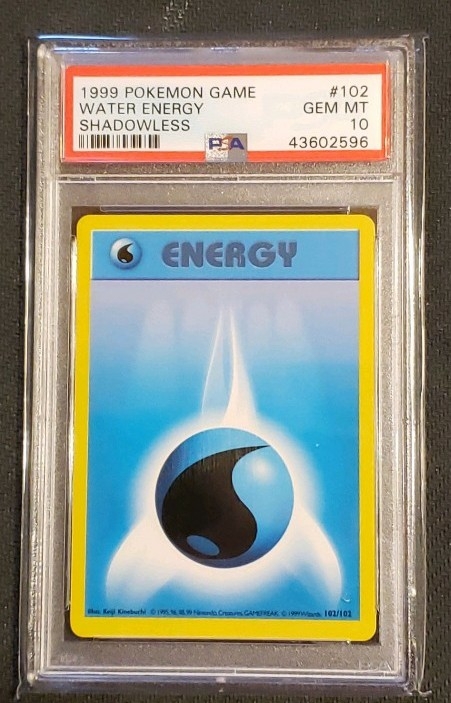 1999 POKEMON GAME #102
WATER ENERGY GEM MT
SHADOWLESS 10
PSA 43602596
ENERGY
Illus. Keiji Kinebuchi © 1995, 96, 98, 99 Nintendo, Creatures, GAMEFREAK. © 1999 Wizards. 102/102